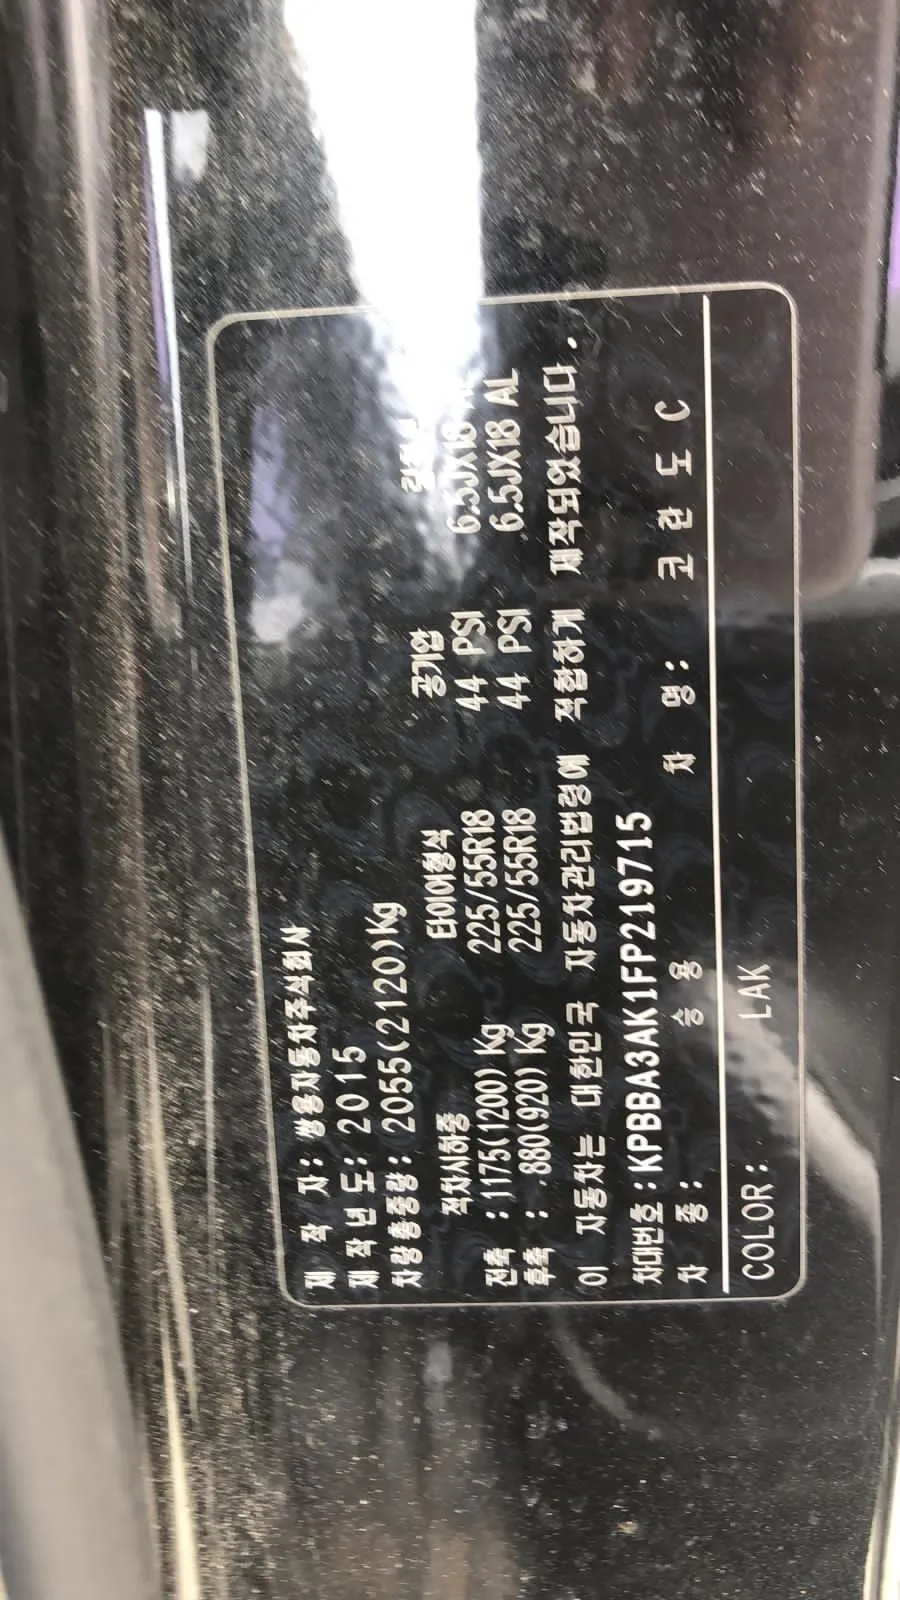 제 작 자 : 쌍용자동차주식회사
제 작 년 도 : 2015
차량총중량 : 2055(2120)Kg
적차시하중 타이어형식 공기압
전축 : 1175(1200) Kg 225/55R18 44 PSI 6.5JX18
후축 : 880(920) Kg 225/55R18 44 PSI 6.5JX18 AL
이 자동차는 대한민국 자동차관리법령에 적합하게 제작되었습니다.
차대번호 : KPBBA3AK1FP219715
차 종 : 승 용 차 명 : 코 란 도 C
COLOR : LAK